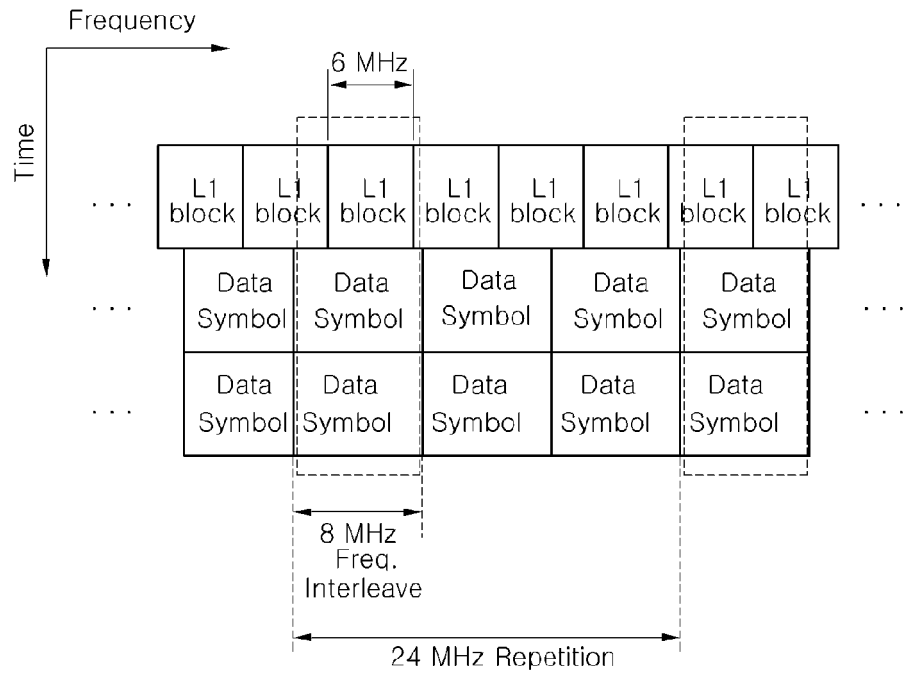 Frequency
6 MHz
Time
L1 L1 L1 L1 L1 L1 L1 L1
. . . block block block block block block block block . . .
Data Data Data Data Data
. . . Symbol Symbol Symbol Symbol Symbol . . .
Data Data Data Data Data
. . . Symbol Symbol Symbol Symbol Symbol . . .
8 MHz
Freq.
Interleave
24 MHz Repetition